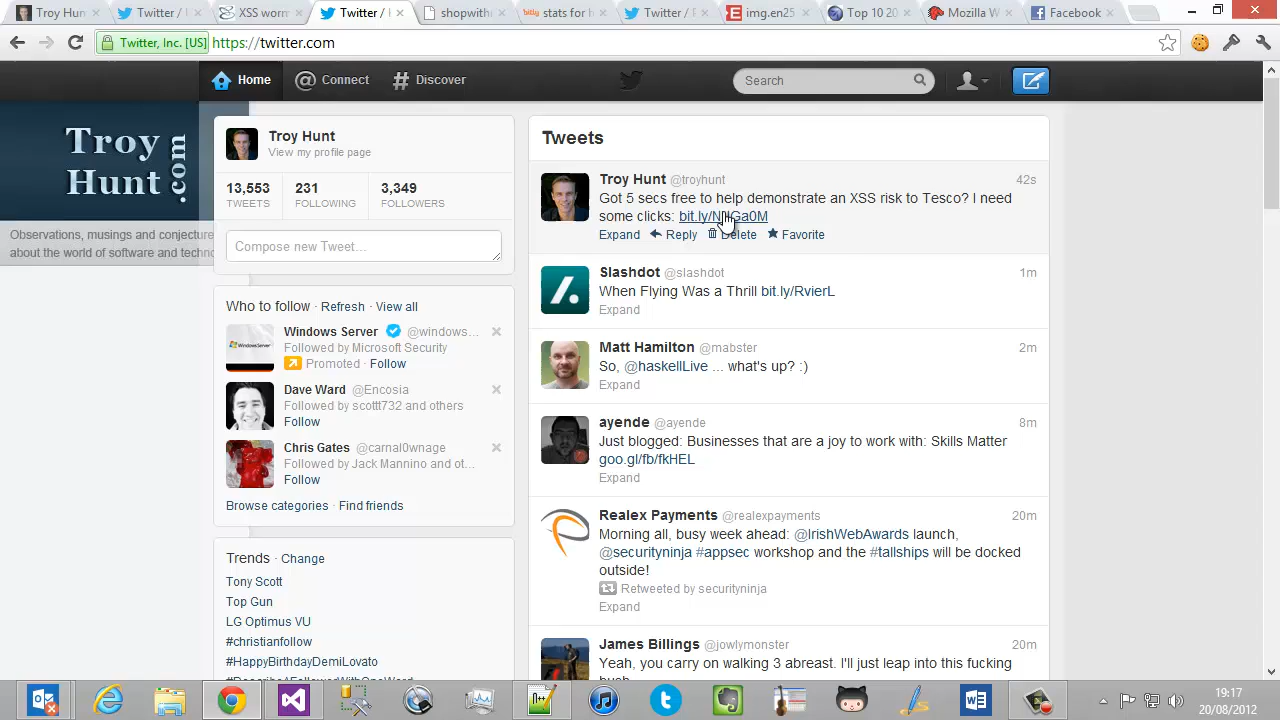 Troy Hun
Twitter /
XSS worm
Twitter /
shopwith
bitly stats for
Twitter /
img.en25
Top 10 20
Mozilla W
Facebook
Twitter, Inc. [US] https://twitter.com
Home Connect Discover Search
Troy Hunt .com
Observations, musings and conjecture
about the world of software and techno
Troy Hunt
View my profile page
13,553 231 3,349
TWEETS FOLLOWING FOLLOWERS
Compose new Tweet...
Who to follow · Refresh · View all
Windows Server @windows...
Followed by Microsoft Security
Promoted · Follow
Dave Ward @Encosia
Followed by scottt732 and others
Follow
Chris Gates @carnal0wnage
Followed by Jack Mannino and ot...
Follow
Browse categories · Find friends
Trends · Change
Tony Scott
Top Gun
LG Optimus VU
#christianfollow
#HappyBirthdayDemiLovato
Tweets
Troy Hunt @troyhunt 42s
Got 5 secs free to help demonstrate an XSS risk to Tesco? I need
some clicks:
Expand Reply Delete Favorite
Slashdot @slashdot 1m
When Flying Was a Thrill bit.ly/RvierL
Expand
Matt Hamilton @mabster 2m
So, @haskellLive ... what's up? :)
Expand
ayende @ayende 8m
Just blogged: Businesses that are a joy to work with: Skills Matter
goo.gl/fb/fkHEL
Expand
Realex Payments @realexpayments 20m
Morning all, busy week ahead: @IrishWebAwards launch,
@securityninja #appsec workshop and the #tallships will be docked
outside!
Retweeted by securityninja
Expand
James Billings @jowlymonster 20m
Yeah, you carry on walking 3 abreast. I'll just leap into this fucking
19:17
20/08/2012